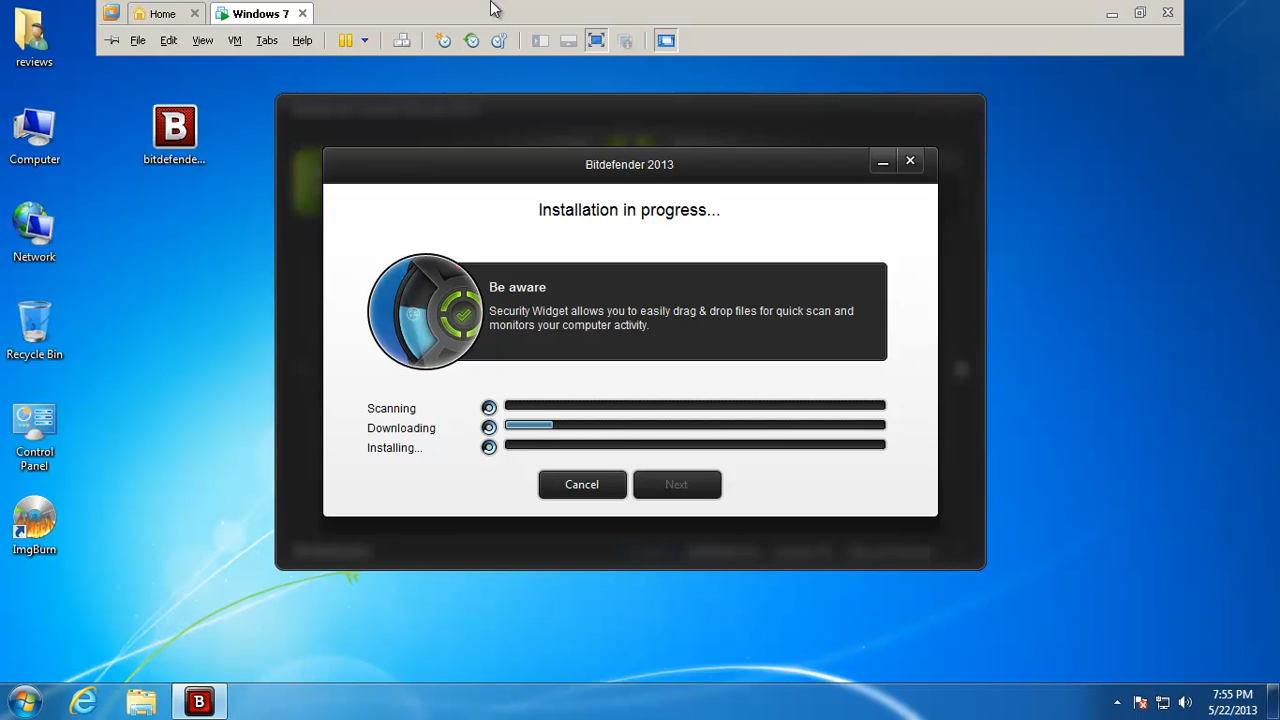 Home
Windows 7
File Edit View VM Tabs Help
reviews
Computer
bitdefende...
Network
Recycle Bin
Control
Panel
ImgBurn
Bitdefender 2013
Installation in progress...
Be aware
Security Widget allows you to easily drag & drop files for quick scan and
monitors your computer activity.
Scanning
Downloading
Installing...
Cancel
Next
B
B
7:55 PM
5/22/2013